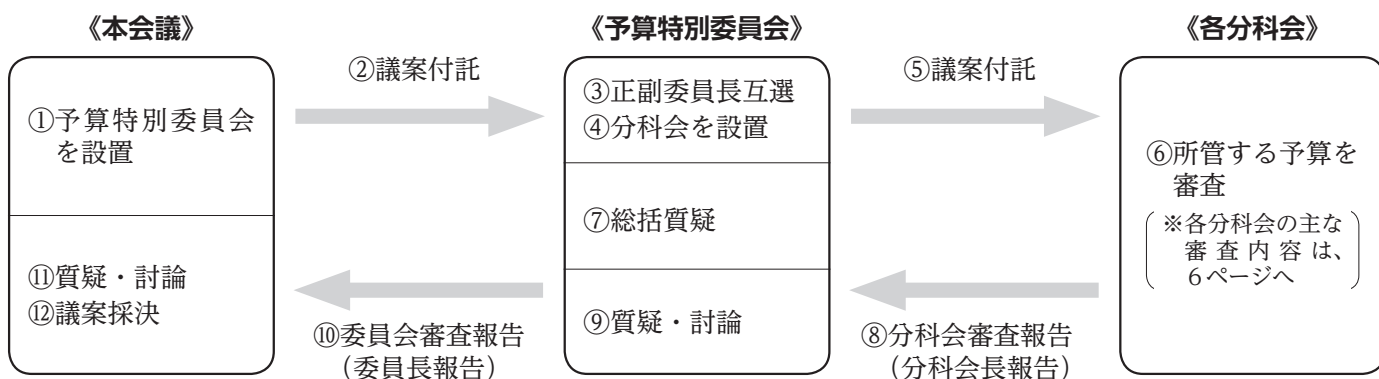 《本会議》
①予算特別委員会
を設置
⑪質疑・討論
⑫議案採決
②議案付託
⑩委員会審査報告
（委員長報告）
《予算特別委員会》
③正副委員長互選
④分科会を設置
⑦総括質疑
⑨質疑・討論
⑤議案付託
⑧分科会審査報告
（分科会長報告）
《各分科会》
⑥所管する予算を
審査
※各分科会の主な
審査内容は、
６ページへ